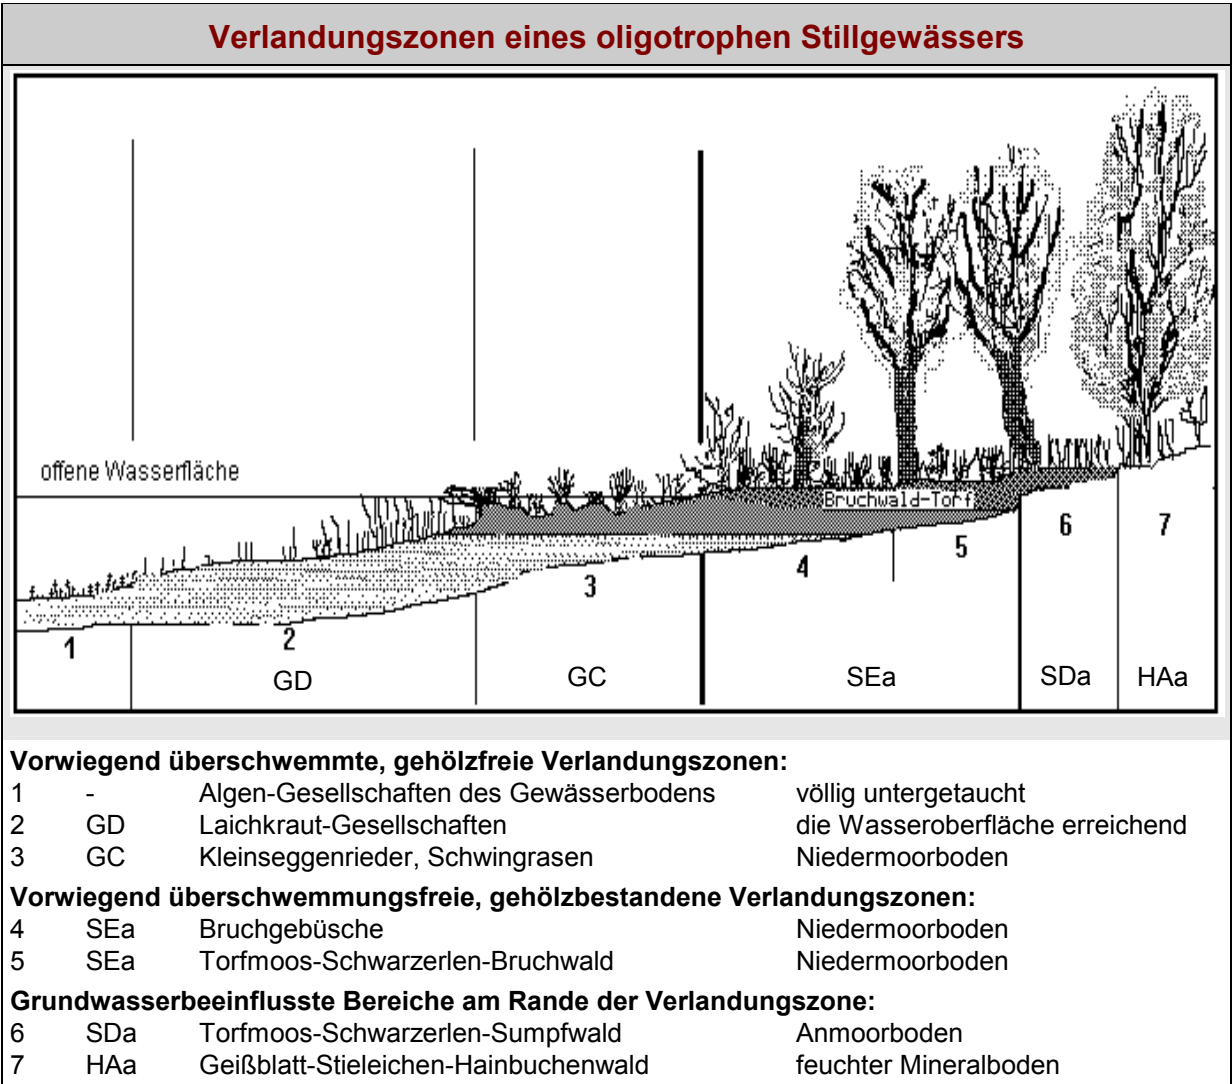 Verlandungszonen eines oligotrophen Stillgewässers
offene Wasserfläche
Bruchwald-Torf
1
2
3
4
5
6
7
GD
GC
SEa
SDa
HAa
Vorwiegend überschwemmte, gehölzfreie Verlandungszonen:
1 - Algen-Gesellschaften des Gewässerbodens völlig untergetaucht
2 GD Laichkraut-Gesellschaften die Wasseroberfläche erreichend
3 GC Kleinseggenrieder, Schwingrasen Niedermoorboden
Vorwiegend überschwemmungsfreie, gehölzbestandene Verlandungszonen:
4 SEa Bruchgebüsche Niedermoorboden
5 SEa Torfmoos-Schwarzerlen-Bruchwald Niedermoorboden
Grundwasserbeeinflusste Bereiche am Rande der Verlandungszone:
6 SDa Torfmoos-Schwarzerlen-Sumpfwald Anmoorboden
7 HAa Geißblatt-Stieleichen-Hainbuchenwald feuchter Mineralboden